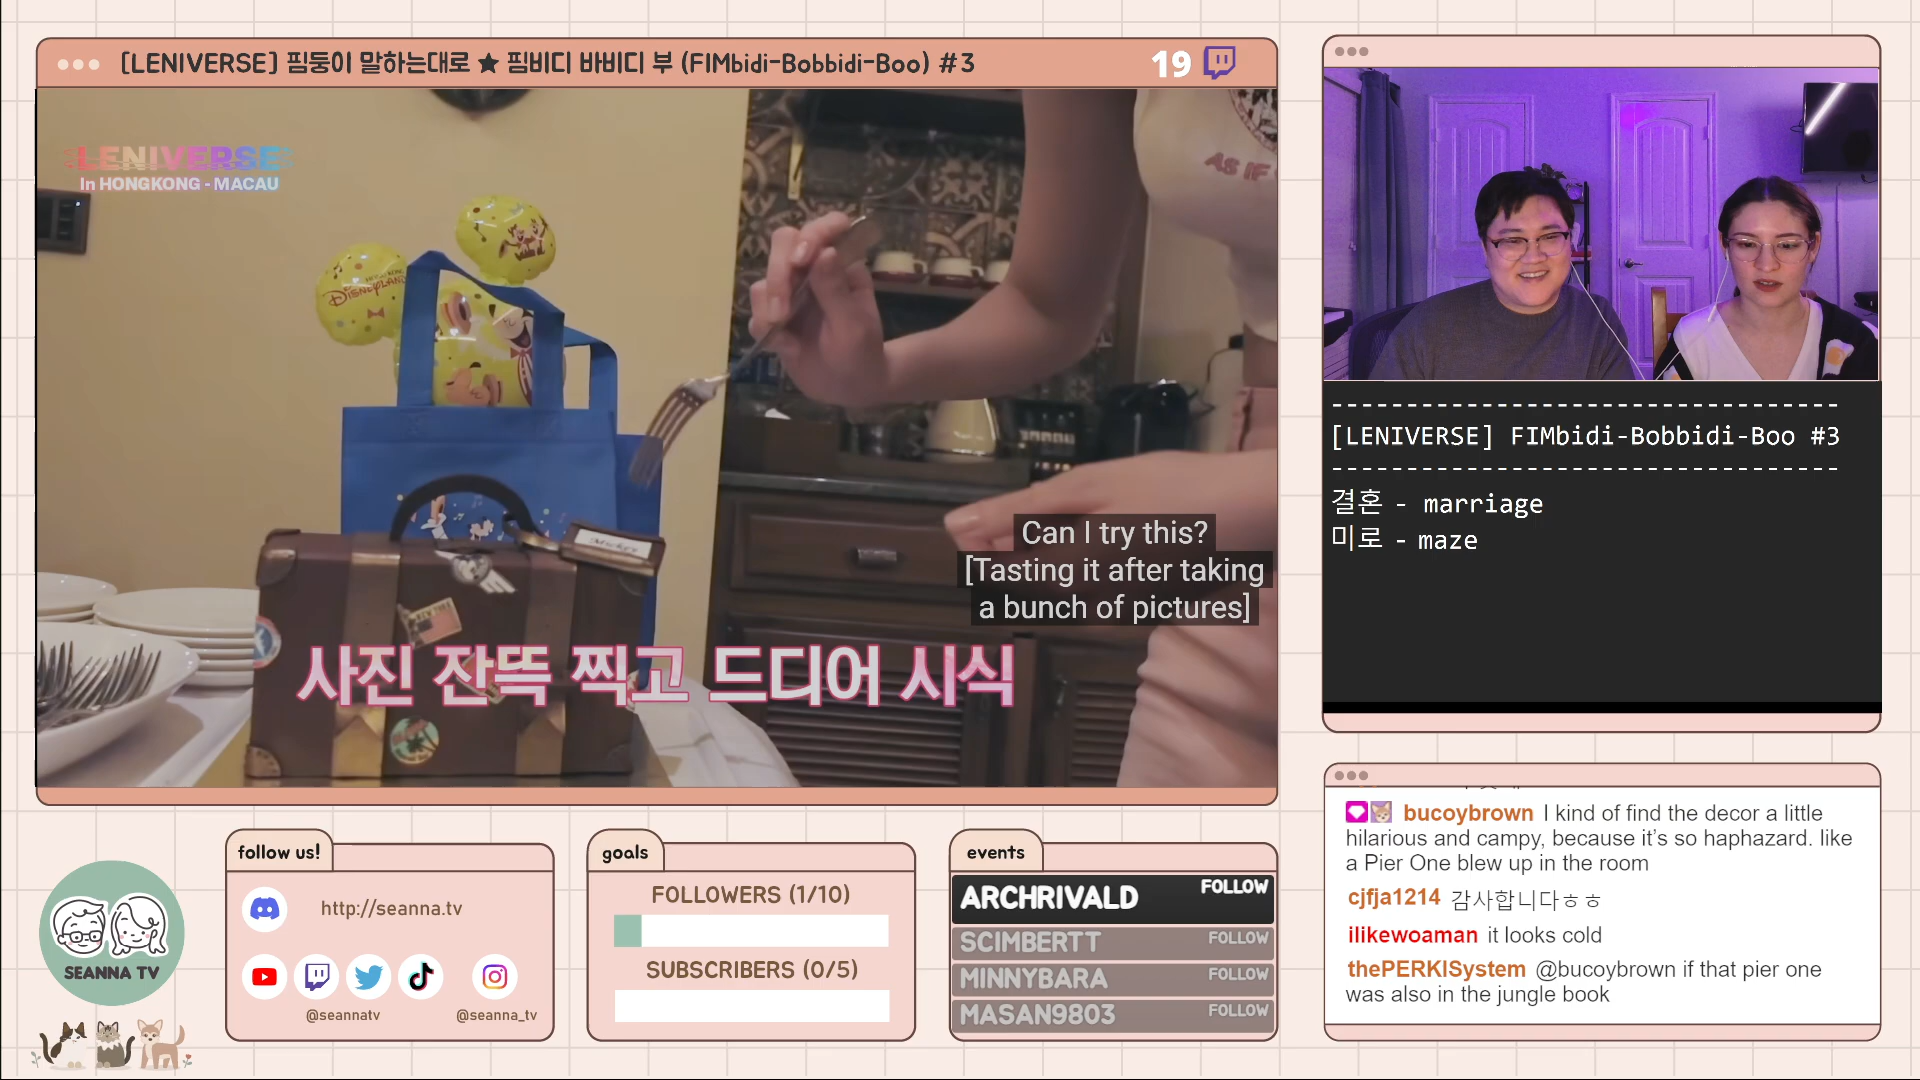 [LENIVERSE] 핌둥이 말하는대로 ★ 핌비디 바비디 부 (FIMbidi-Bobbidi-Boo) #3
19
LENIVERSE
In HONGKONG - MACAU
AS IF
DISNEYLAND
Mickey
Can I try this?
[Tasting it after taking
a bunch of pictures]
사진 잔뜩 찍고 드디어 시식
---------------------------------
[LENIVERSE] FIMbidi-Bobbidi-Boo #3
---------------------------------
결혼 - marriage
미로 - maze
bucoybrown I kind of find the decor a little
hilarious and campy, because it's so haphazard. like
a Pier One blew up in the room
cjfja1214 감사합니다ㅎㅎ
ilikewoaman it looks cold
thePERKISystem @bucoybrown if that pier one
was also in the jungle book
SEANNA TV
follow us!
http://seanna.tv
@seannatv
@seanna_tv
goals
FOLLOWERS (1/10)
SUBSCRIBERS (0/5)
events
ARCHRIVALD FOLLOW
SCIMBERTT FOLLOW
MINNYBARA FOLLOW
MASAN9803 FOLLOW